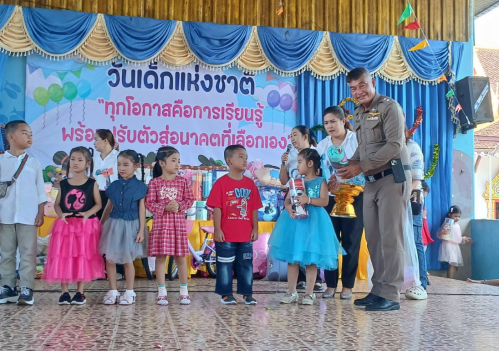 วันเด็กแห่งชาติ
"ทุกโอกาสคือการเรียนรู้
พร้อมปรับตัวสู่อนาคตที่เลือกเอง